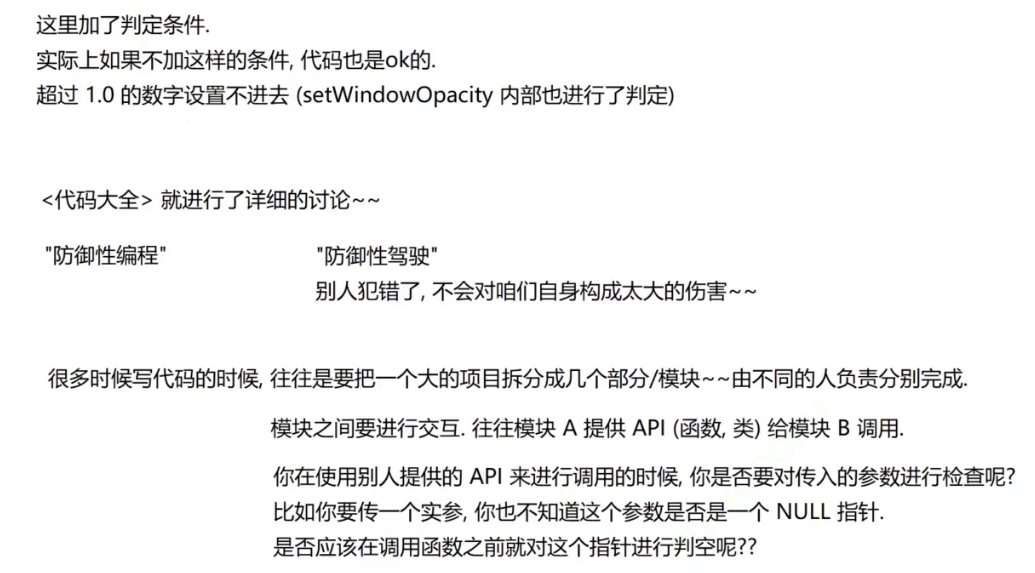 这里加了判定条件.
实际上如果不加这样的条件, 代码也是ok的.
超过 1.0 的数字设置不进去 (setWindowOpacity 内部也进行了判定)
<代码大全> 就进行了详细的讨论~~
"防御性编程" "防御性驾驶"
别人犯错了, 不会对咱们自身构成太大的伤害~~
很多时候写代码的时候, 往往是要把一个大的项目拆分成几个部分/模块~~由不同的人负责分别完成.
模块之间要进行交互. 往往模块 A 提供 API (函数, 类) 给模块 B 调用.
你在使用别人提供的 API 来进行调用的时候, 你是否要对传入的参数进行检查呢?
比如你要传一个实参, 你也不知道这个参数是否是一个 NULL 指针.
是否应该在调用函数之前就对这个指针进行判空呢??